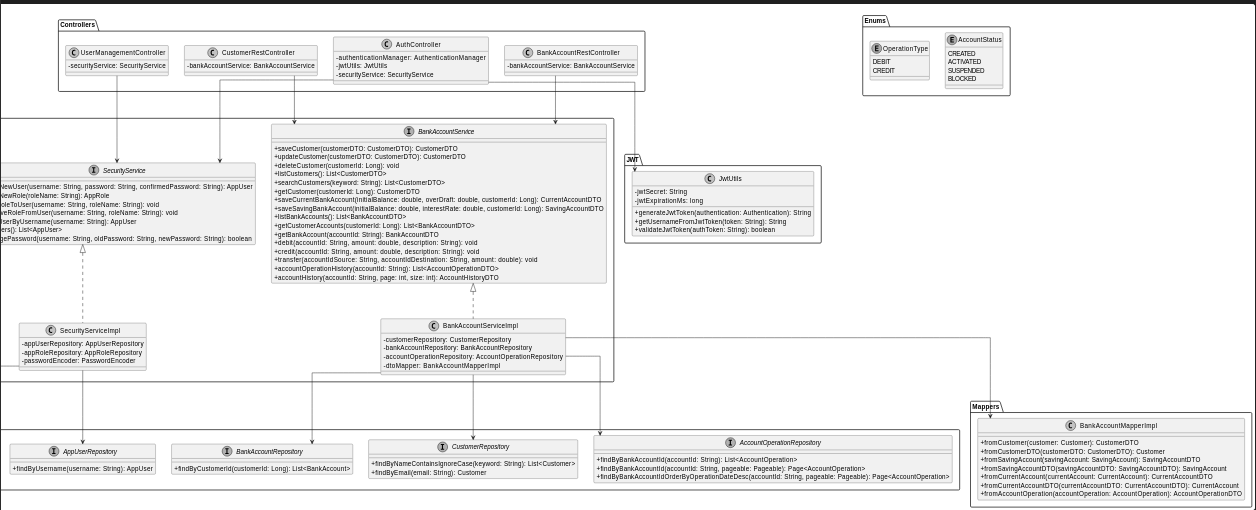 Controllers
C UserManagementController
-securityService: SecurityService
C CustomerRestController
-bankAccountService: BankAccountService
C AuthController
-authenticationManager: AuthenticationManager
-jwtUtils: JwtUtils
-securityService: SecurityService
C BankAccountRestController
-bankAccountService: BankAccountService
Enums
E OperationType
DEBIT
CREDIT
E AccountStatus
CREATED
ACTIVATED
SUSPENDED
BLOCKED
I SecurityService
NewUser(username: String, password: String, confirmedPassword: String): AppUser
NewRole(roleName: String): AppRole
oleToUser(username: String, roleName: String): void
veRoleFromUser(username: String, roleName: String): void
UserByUsername(username: String): AppUser
ers(): List<AppUser>
gePassword(username: String, oldPassword: String, newPassword: String): boolean
I BankAccountService
+saveCustomer(customerDTO: CustomerDTO): CustomerDTO
+updateCustomer(customerDTO: CustomerDTO): CustomerDTO
+deleteCustomer(customerId: Long): void
+listCustomers(): List<CustomerDTO>
+searchCustomers(keyword: String): List<CustomerDTO>
+getCustomer(customerId: Long): CustomerDTO
+saveCurrentBankAccount(initialBalance: double, overDraft: double, customerId: Long): CurrentAccountDTO
+saveSavingBankAccount(initialBalance: double, interestRate: double, customerId: Long): SavingAccountDTO
+listBankAccounts(): List<BankAccountDTO>
+getCustomerAccounts(customerId: Long): List<BankAccountDTO>
+getBankAccount(accountId: String): BankAccountDTO
+debit(accountId: String, amount: double, description: String): void
+credit(accountId: String, amount: double, description: String): void
+transfer(accountIdSource: String, accountIdDestination: String, amount: double): void
+accountOperationHistory(accountId: String): List<AccountOperationDTO>
+accountHistory(accountId: String, page: int, size: int): AccountHistoryDTO
JWT
C JwtUtils
-jwtSecret: String
-jwtExpirationMs: long
+generateJwtToken(authentication: Authentication): String
+getUsernameFromJwtToken(token: String): String
+validateJwtToken(authToken: String): boolean
C SecurityServiceImpl
-appUserRepository: AppUserRepository
-appRoleRepository: AppRoleRepository
-passwordEncoder: PasswordEncoder
C BankAccountServiceImpl
-customerRepository: CustomerRepository
-bankAccountRepository: BankAccountRepository
-accountOperationRepository: AccountOperationRepository
-dtoMapper: BankAccountMapperImpl
I AppUserRepository
+findByUsername(username: String): AppUser
I BankAccountRepository
+findByCustomerId(customerId: Long): List<BankAccount>
I CustomerRepository
+findByNameContainsIgnoreCase(keyword: String): List<Customer>
+findByEmail(email: String): Customer
I AccountOperationRepository
+findByBankAccountId(accountId: String): List<AccountOperation>
+findByBankAccountId(accountId: String, pageable: Pageable): Page<AccountOperation>
+findByBankAccountIdOrderByOperationDateDesc(accountId: String, pageable: Pageable): Page<AccountOperation>
Mappers
C BankAccountMapperImpl
+fromCustomer(customer: Customer): CustomerDTO
+fromCustomerDTO(customerDTO: CustomerDTO): Customer
+fromSavingAccount(savingAccount: SavingAccount): SavingAccountDTO
+fromSavingAccountDTO(savingAccountDTO: SavingAccountDTO): SavingAccount
+fromCurrentAccount(currentAccount: CurrentAccount): CurrentAccountDTO
+fromCurrentAccountDTO(currentAccountDTO: CurrentAccountDTO): CurrentAccount
+fromAccountOperation(accountOperation: AccountOperation): AccountOperationDTO